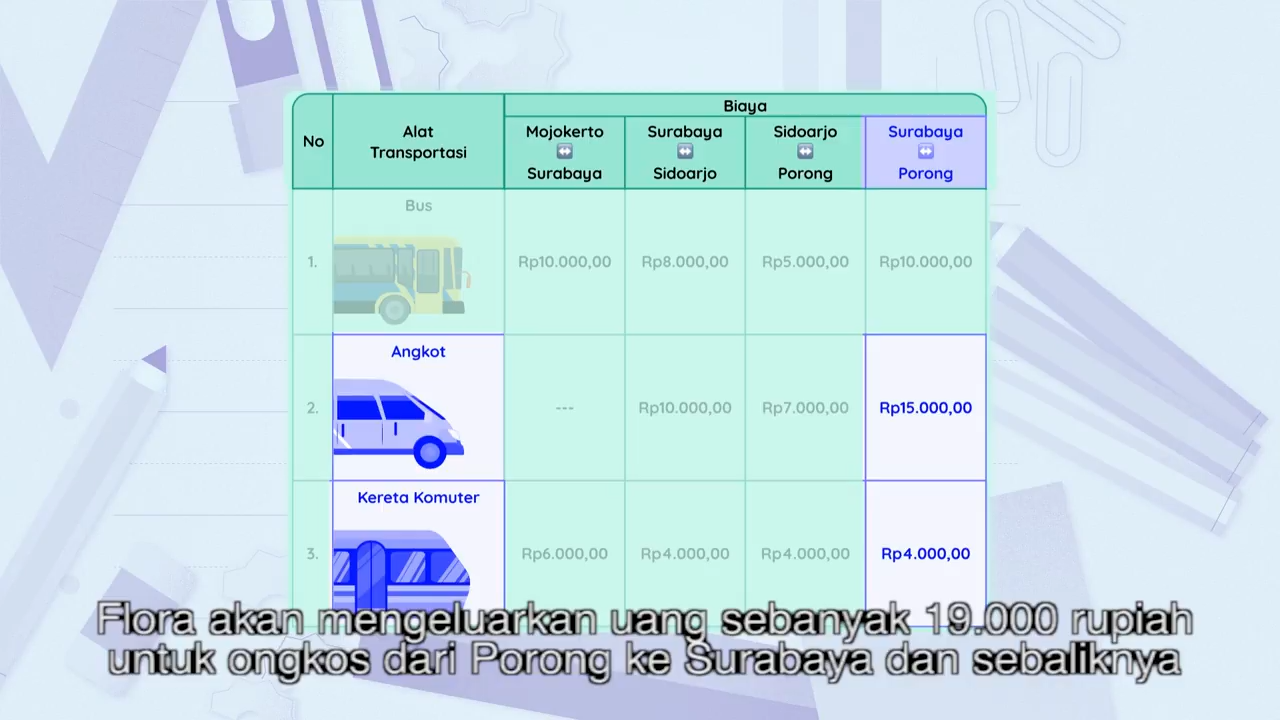 No
Alat
Transportasi
Biaya
Mojokerto
↔
Surabaya
Surabaya
↔
Sidoarjo
Sidoarjo
↔
Porong
Surabaya
↔
Porong
1.
Bus
Rp10.000,00
Rp8.000,00
Rp5.000,00
Rp10.000,00
2.
Angkot
---
Rp10.000,00
Rp7.000,00
Rp15.000,00
3.
Kereta Komuter
Rp6.000,00
Rp4.000,00
Rp4.000,00
Rp4.000,00
Flora akan mengeluarkan uang sebanyak 19.000 rupiah
untuk ongkos dari Porong ke Surabaya dan sebaliknya